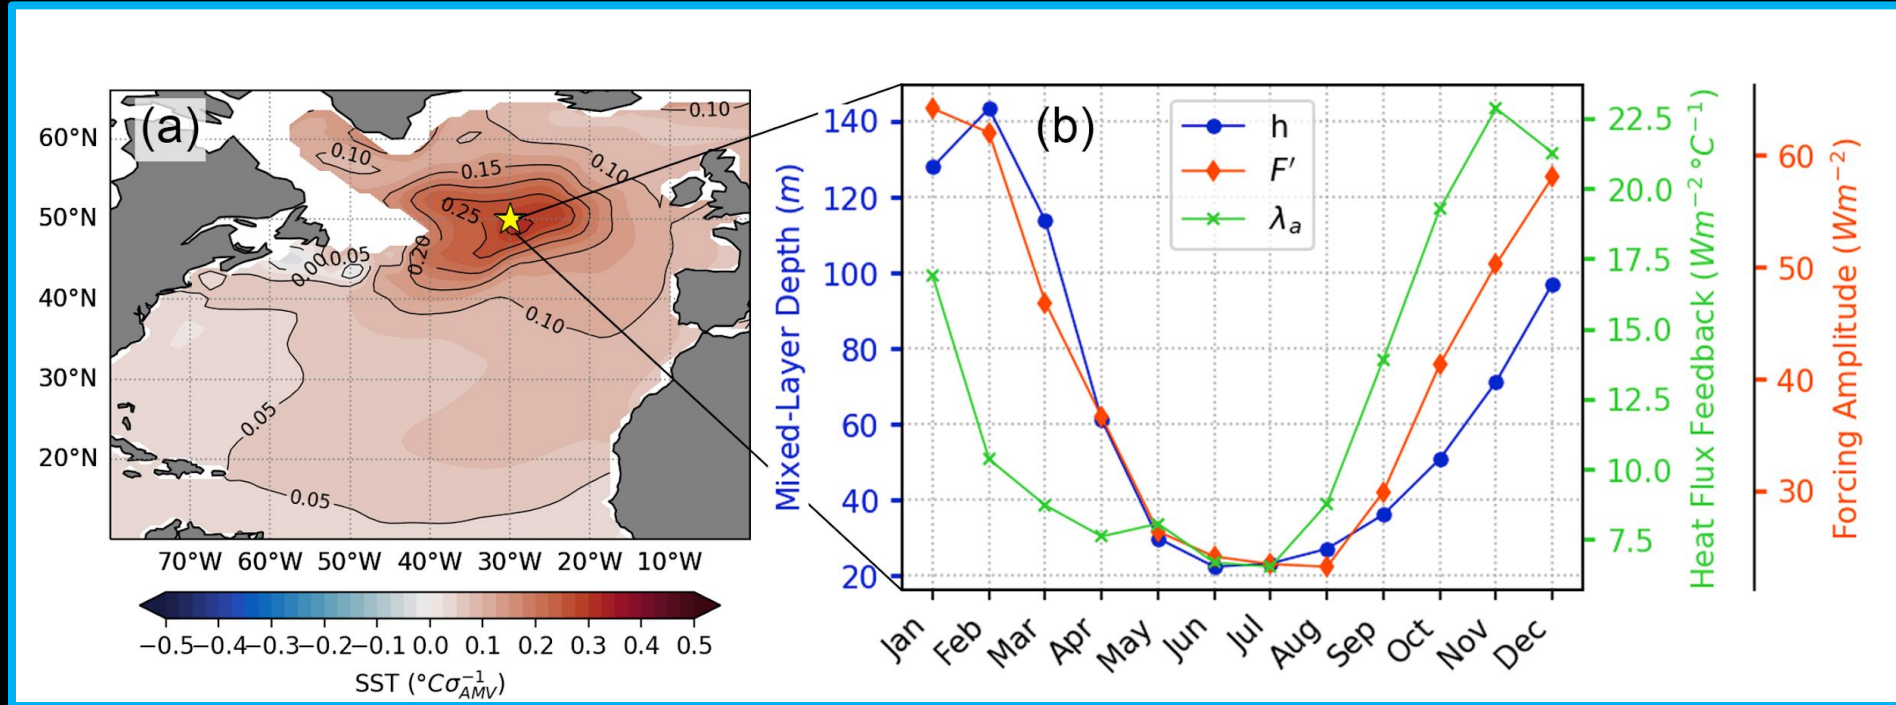 (a)
60°N
50°N
40°N
30°N
20°N
70°W 60°W 50°W 40°W 30°W 20°W 10°W
0.10
0.10
0.15
0.10
0.25
0.20
0.00
0.05
0.10
0.05
0.05
−0.5 −0.4 −0.3 −0.2 −0.1 0.0 0.1 0.2 0.3 0.4 0.5
SST (°Cσ⁻¹_AMV)
(b)
h
F′
λₐ
Mixed-Layer Depth (m)
140
120
100
80
60
40
20
Jan Feb Mar Apr May Jun Jul Aug Sep Oct Nov Dec
22.5
20.0
17.5
15.0
12.5
10.0
7.5
Heat Flux Feedback (Wm⁻²°C⁻¹)
60
50
40
30
Forcing Amplitude (Wm⁻²)